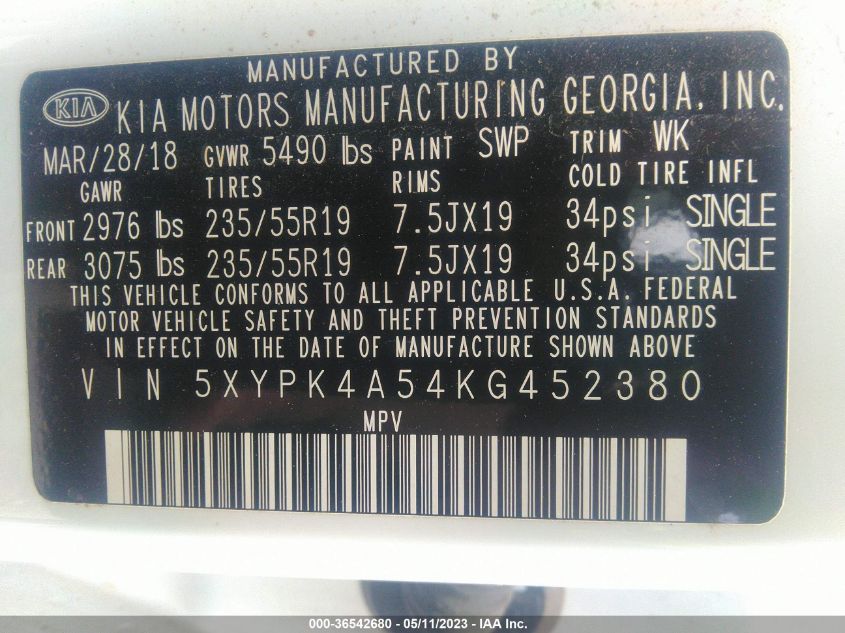 MANUFACTURED BY
KIA KIA MOTORS MANUFACTURING GEORGIA, INC.
MAR/28/18 GVWR 5490 lbs PAINT SWP TRIM WK
GAWR TIRES RIMS COLD TIRE INFL
FRONT 2976 lbs 235/55R19 7.5JX19 34psi SINGLE
REAR 3075 lbs 235/55R19 7.5JX19 34psi SINGLE
THIS VEHICLE CONFORMS TO ALL APPLICABLE U.S.A. FEDERAL
MOTOR VEHICLE SAFETY AND THEFT PREVENTION STANDARDS
IN EFFECT ON THE DATE OF MANUFACTURE SHOWN ABOVE
VIN 5XYPK4A54KG452380
MPV
000-36542680 - 05/11/2023 - IAA Inc.